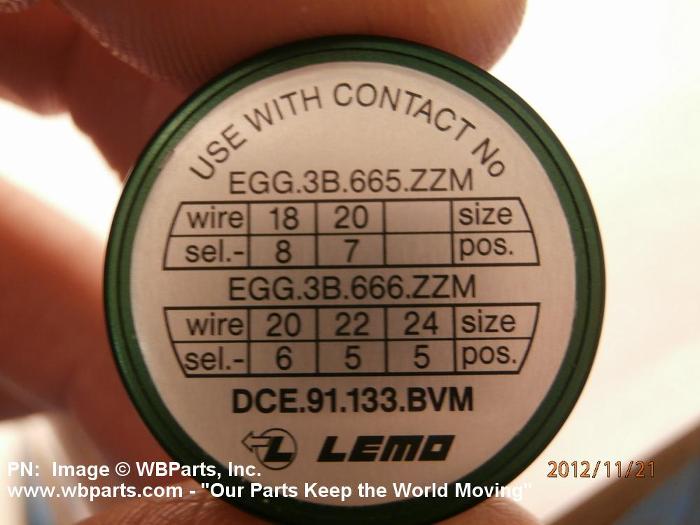 USE WITH CONTACT No
EGG.3B.665.ZZM
wire 18 20 size
sel.- 8 7 pos.
EGG.3B.666.ZZM
wire 20 22 24 size
sel.- 6 5 5 pos.
DCE.91.133.BVM
L LEMO
PN: Image © WBParts, Inc.
2012/11/21
www.wbparts.com - "Our Parts Keep the World Moving"